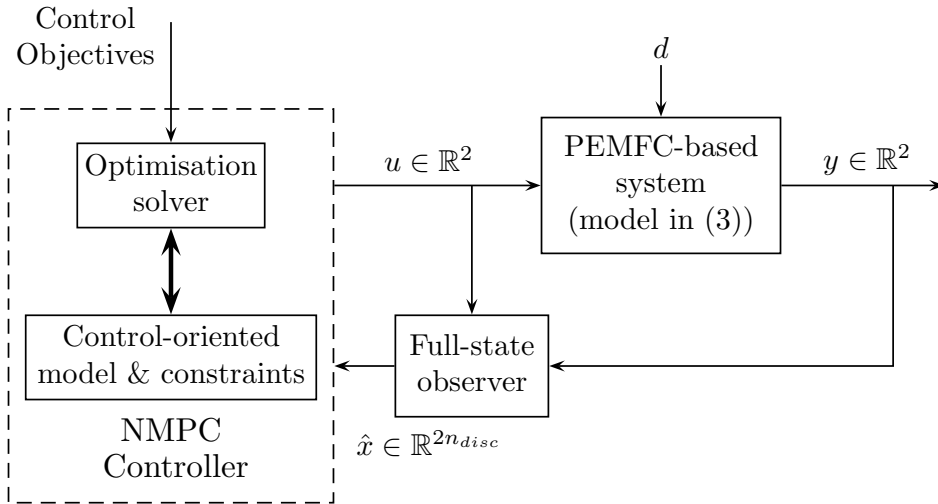 Control
Objectives
d
Optimisation
solver
u ∈ ℝ²
PEMFC-based
system
(model in (3))
y ∈ ℝ²
Control-oriented
model & constraints
Full-state
observer
NMPC
Controller
x̂ ∈ ℝ^{2n_{disc}}